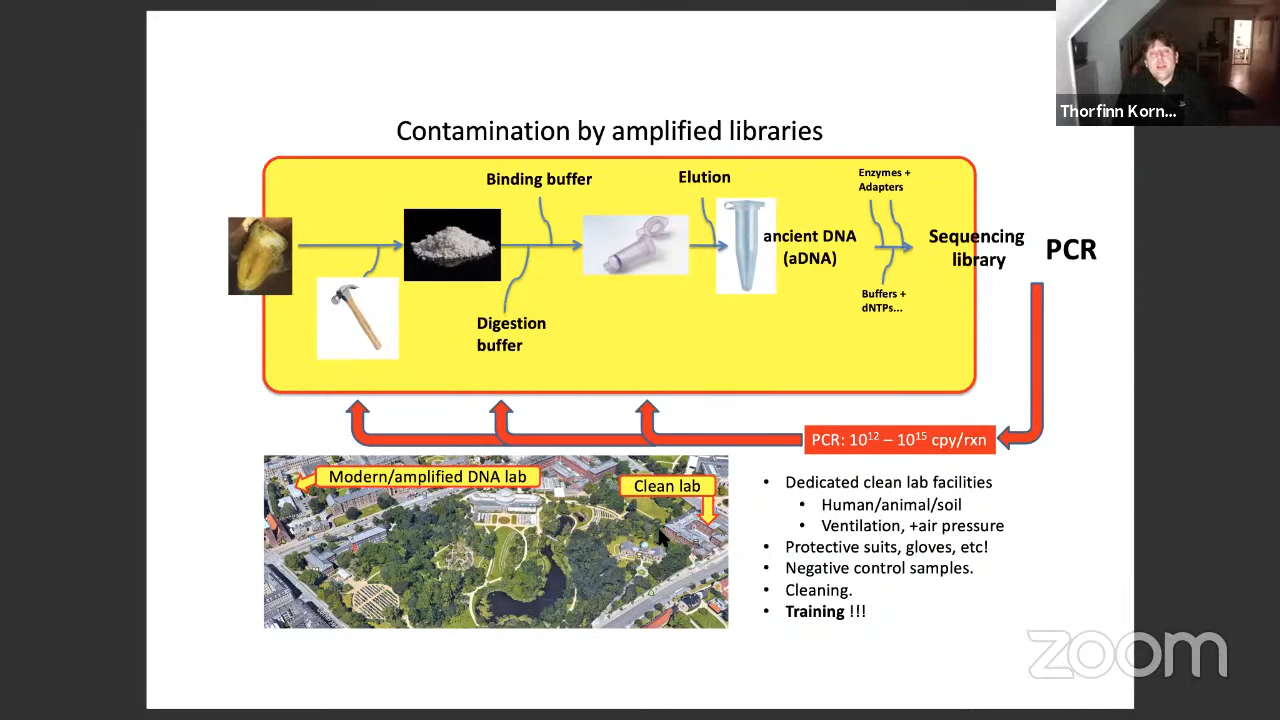 Thorfinn Korn...
Contamination by amplified libraries
Binding buffer
Elution
Enzymes +
Adapters
ancient DNA
(aDNA)
Sequencing
library
PCR
Buffers +
dNTPs...
Digestion
buffer
PCR: 10¹² – 10¹⁵ cpy/rxn
Modern/amplified DNA lab
Clean lab
• Dedicated clean lab facilities
• Human/animal/soil
• Ventilation, +air pressure
• Protective suits, gloves, etc!
• Negative control samples.
• Cleaning.
• Training !!!
zoom